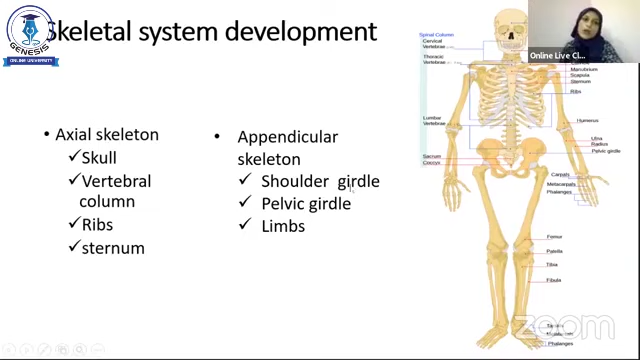 GENESIS
ONLINE UNIVERSITY
Skeletal system development
• Axial skeleton
✓Skull
✓Vertebral
column
✓Ribs
✓sternum
• Appendicular
skeleton
✓ Shoulder girdle
✓ Pelvic girdle
✓ Limbs
Spinal Column
Cervical
Vertebrae
Thoracic
Vertebrae
Lumbar
Vertebrae
Sacrum
Coccyx
Manubrium
Scapula
Sternum
Ribs
Humerus
Ulna
Radius
Pelvic girdle
Carpals
Metacarpals
Phalanges
Femur
Patella
Tibia
Fibula
Tarsals
Metatarsals
Phalanges
Online Live Cl...
zoom